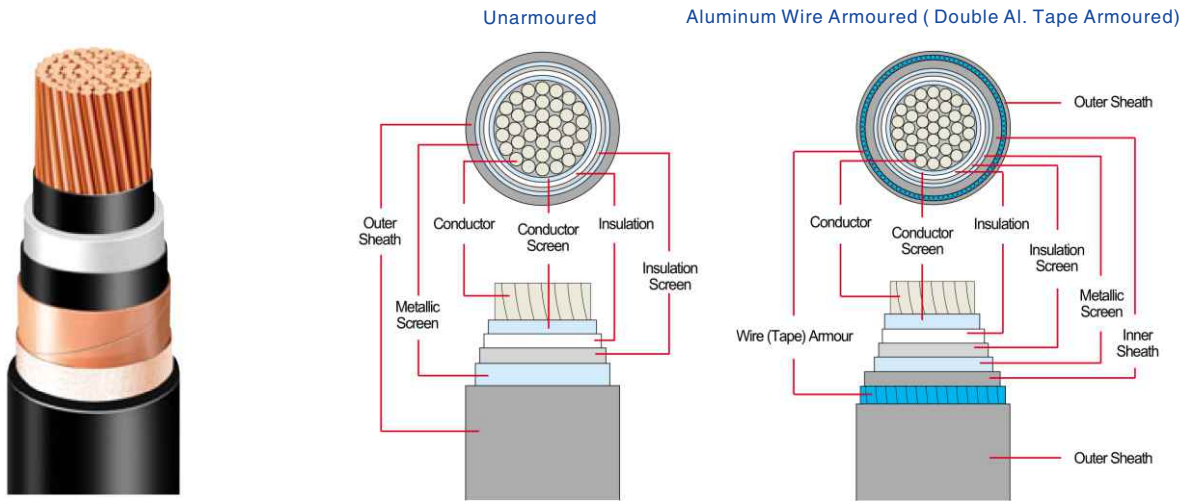 Unarmoured
Aluminum Wire Armoured ( Double Al. Tape Armoured)
Outer
Sheath
Conductor
Conductor
Screen
Insulation
Insulation
Screen
Metallic
Screen
Outer Sheath
Conductor
Conductor
Screen
Insulation
Insulation
Screen
Metallic
Screen
Wire (Tape) Armour
Inner
Sheath
Outer Sheath